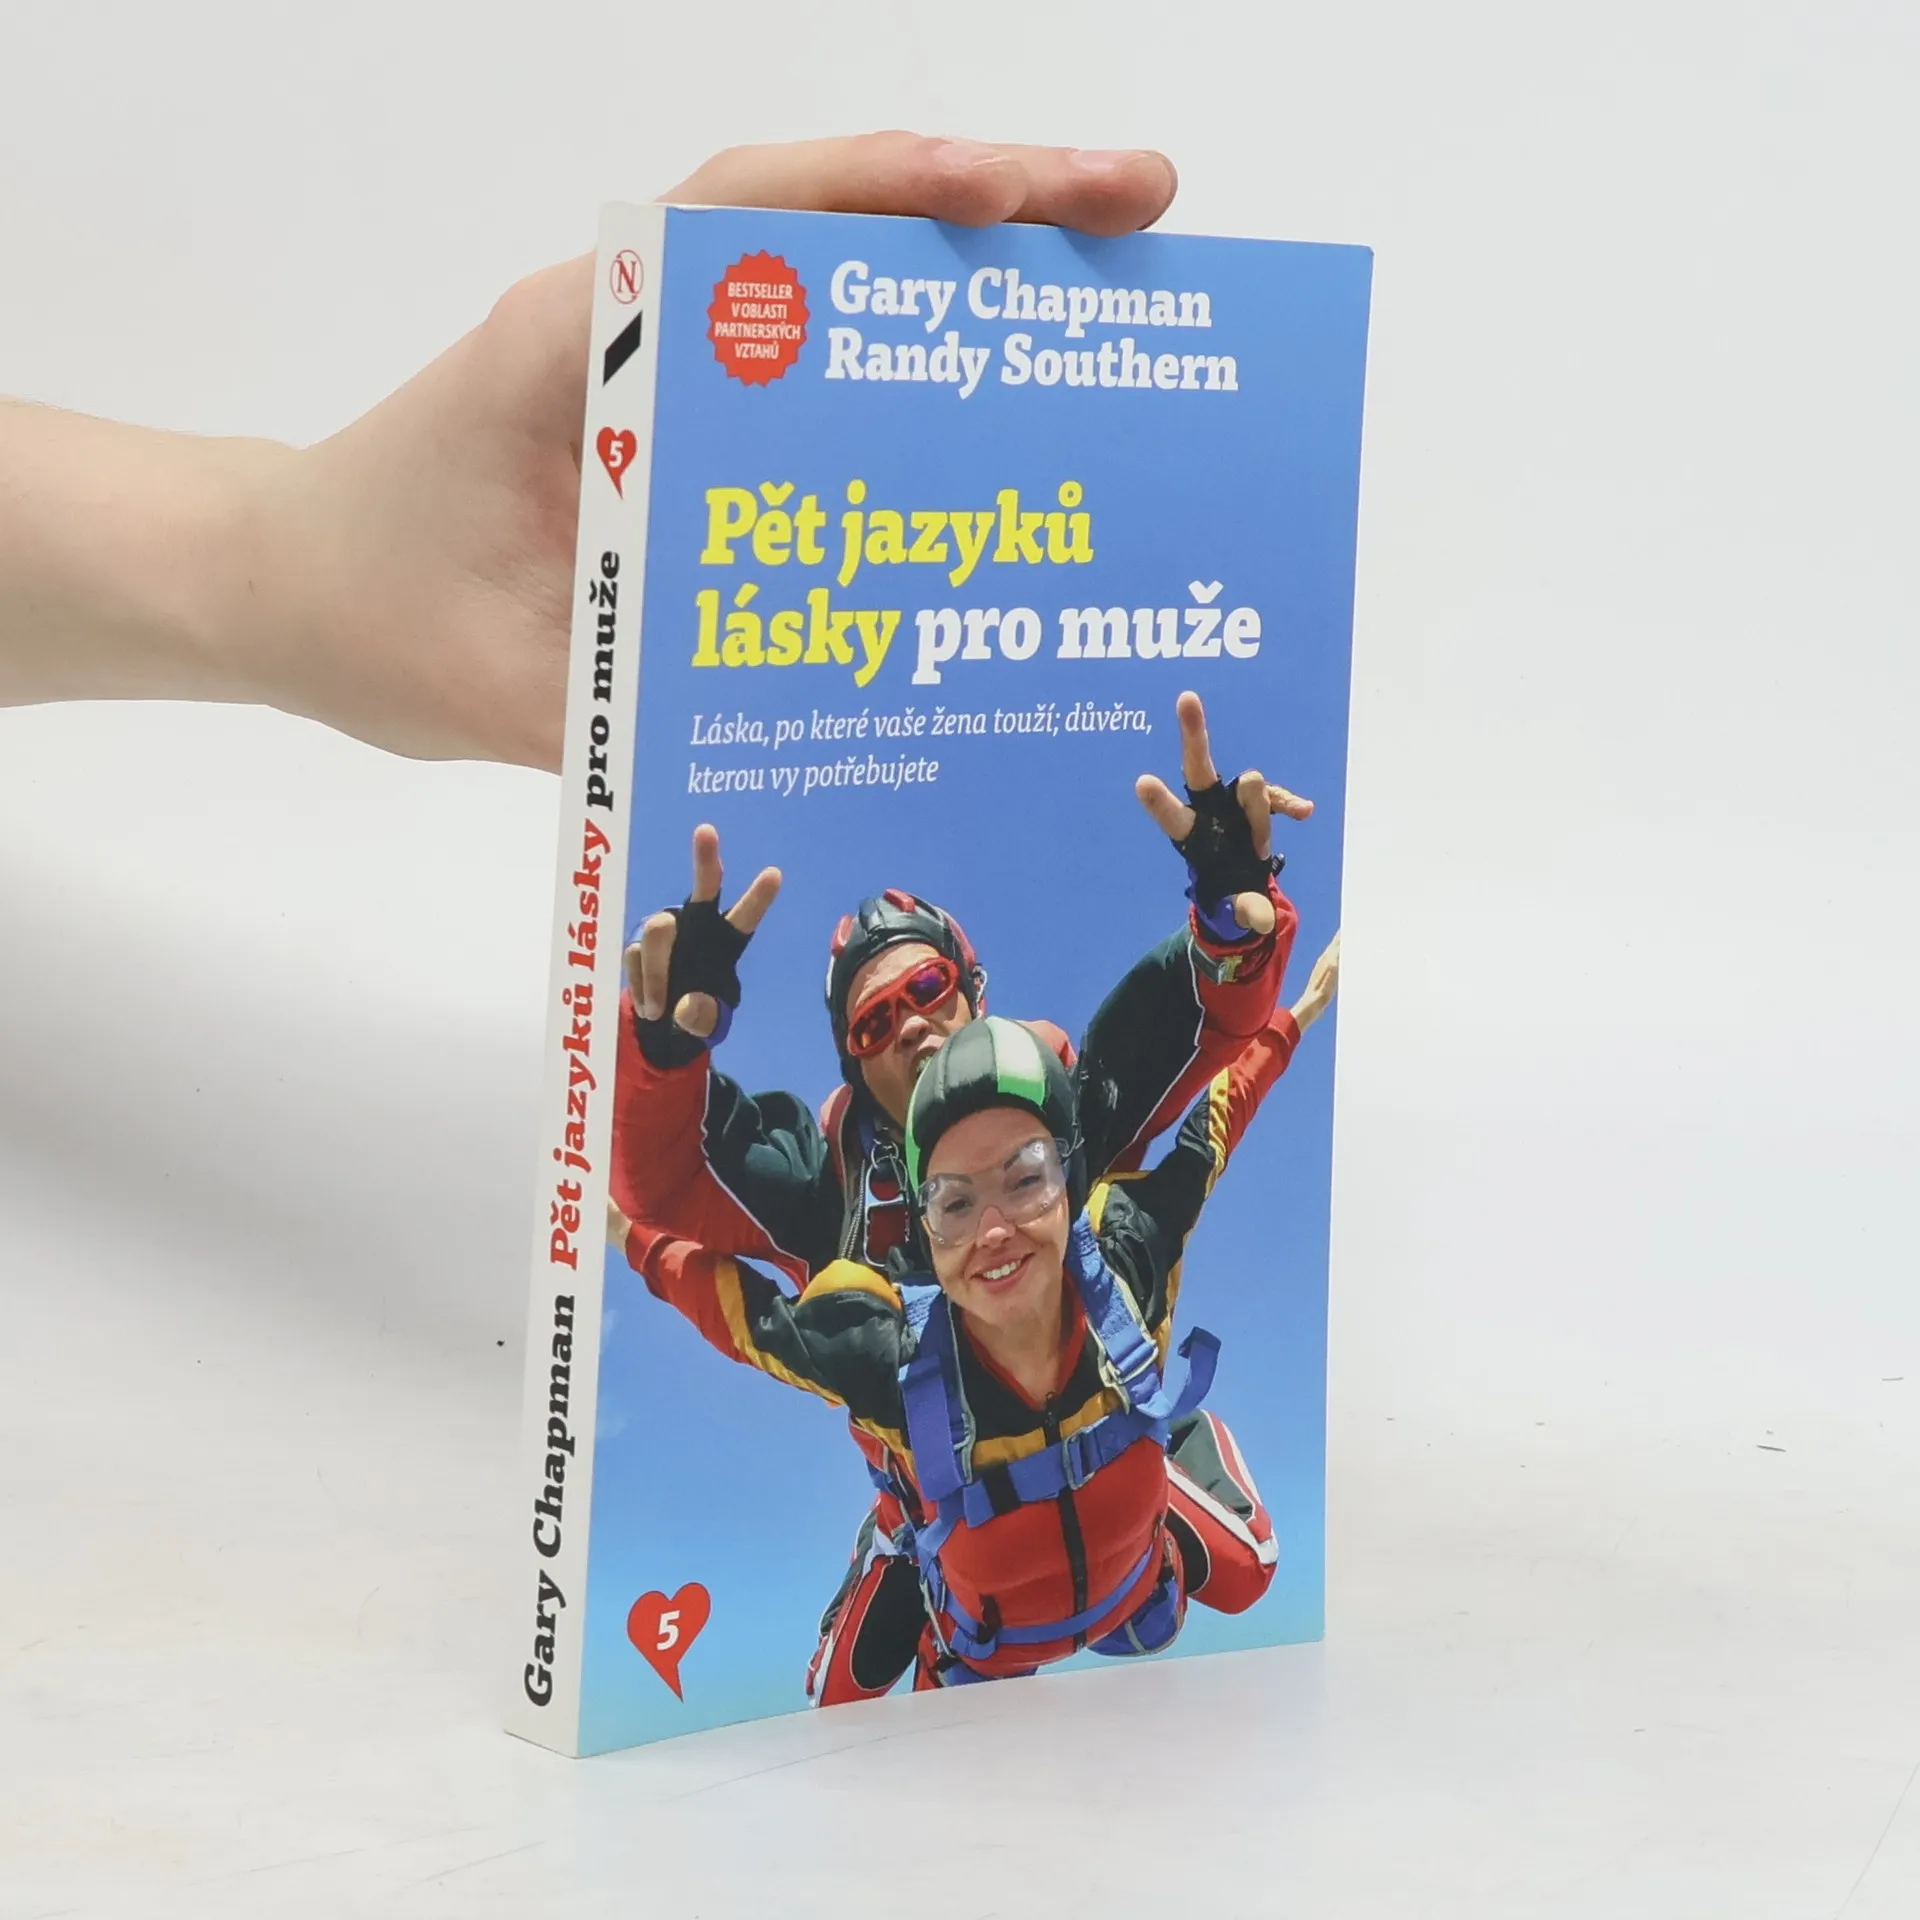 BESTSELLER
V OBLASTI
PARTNERSKÝCH
VZTAHŮ
Gary Chapman
Randy Southern
Pět jazyků
lásky pro muže
Láska, po které vaše žena touží; důvěra,
kterou vy potřebujete
5
Gary Chapman Pět jazyků lásky pro muže
5
N